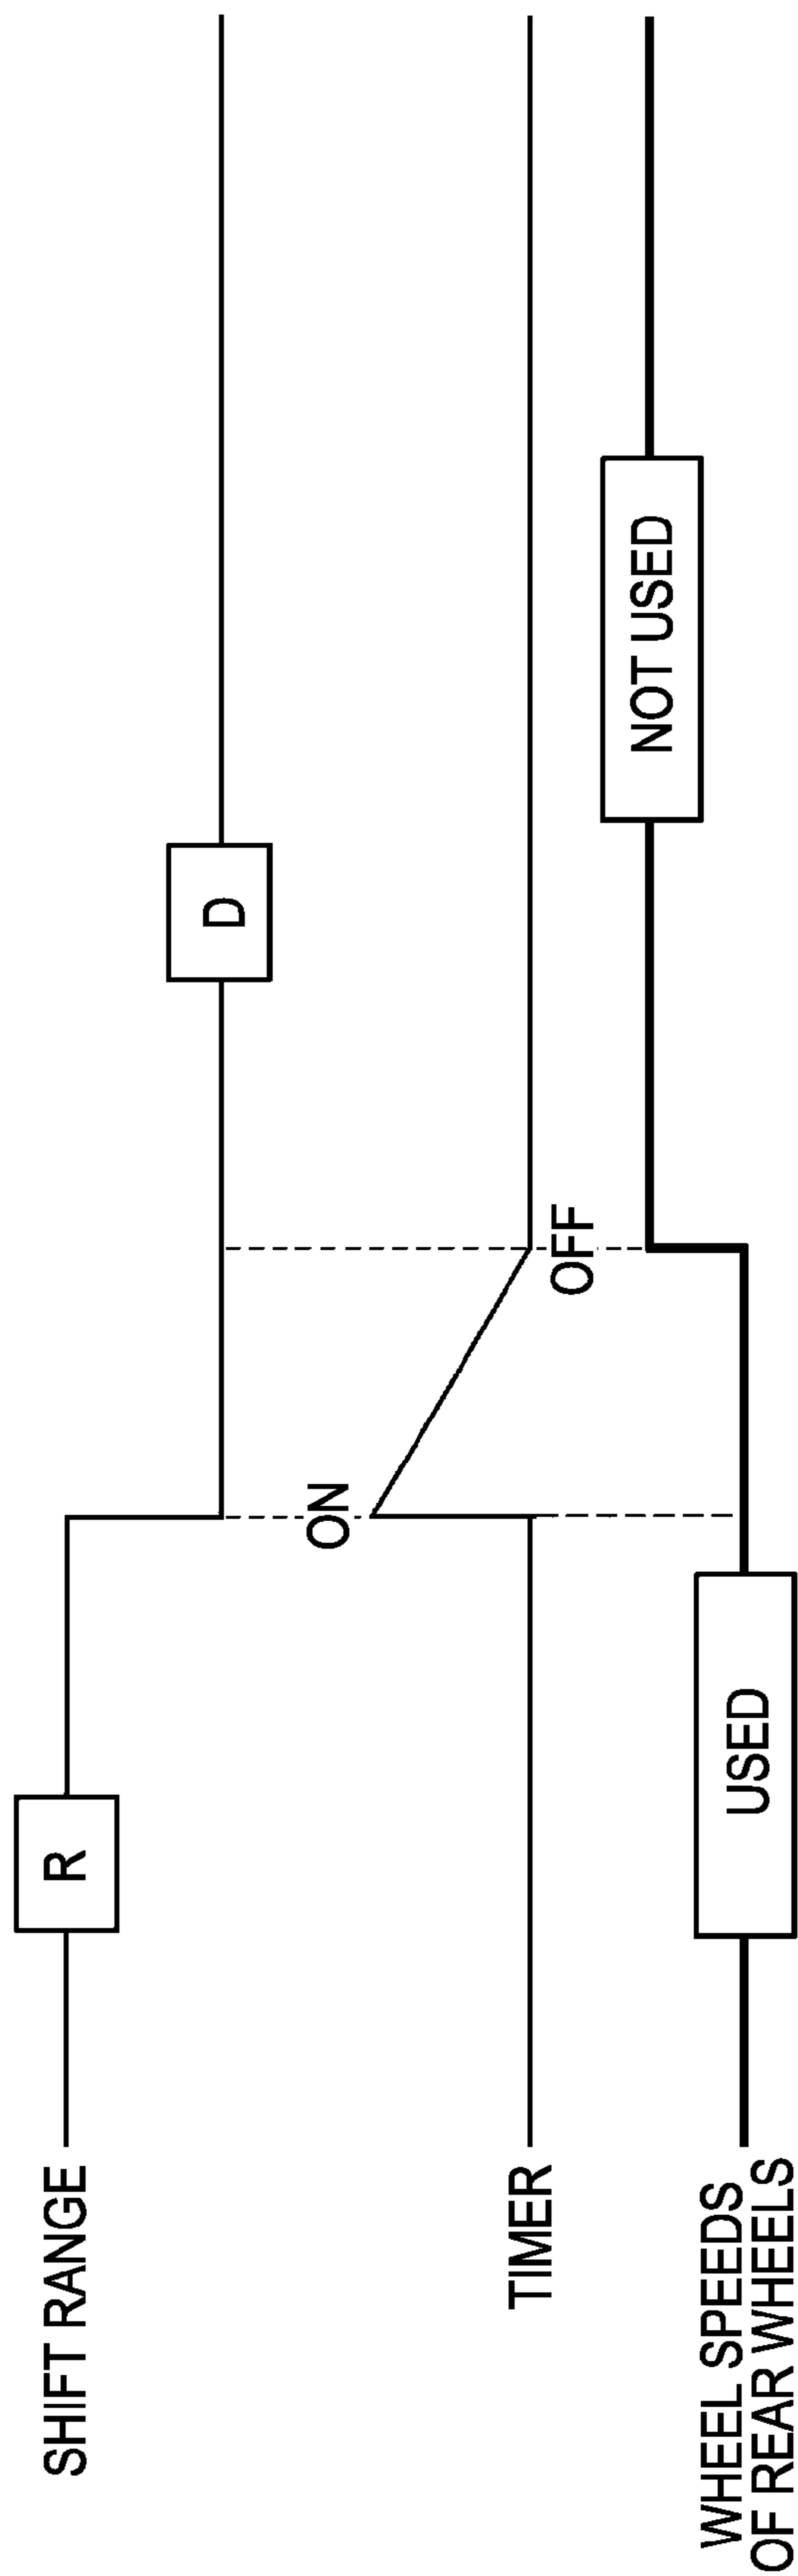 SHIFT RANGE
R
D
ON
TIMER
OFF
NOT USED
USED
WHEEL SPEEDS
OF REAR WHEELS